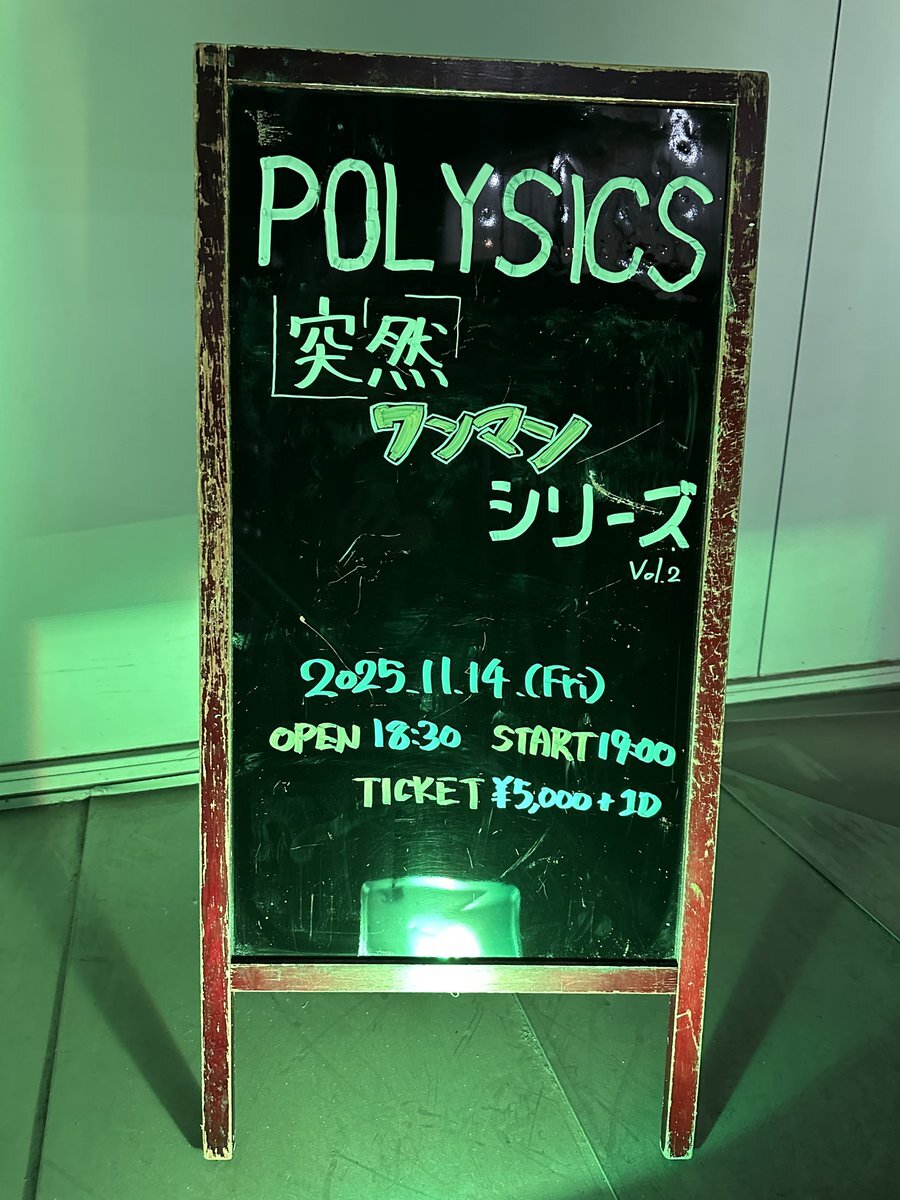 POLYSICS
突然
ワンマン
シリーズ
Vol.2
2025.11.14.(Fri)
OPEN 18:30 START 19:00
TICKET ¥5,000+1D